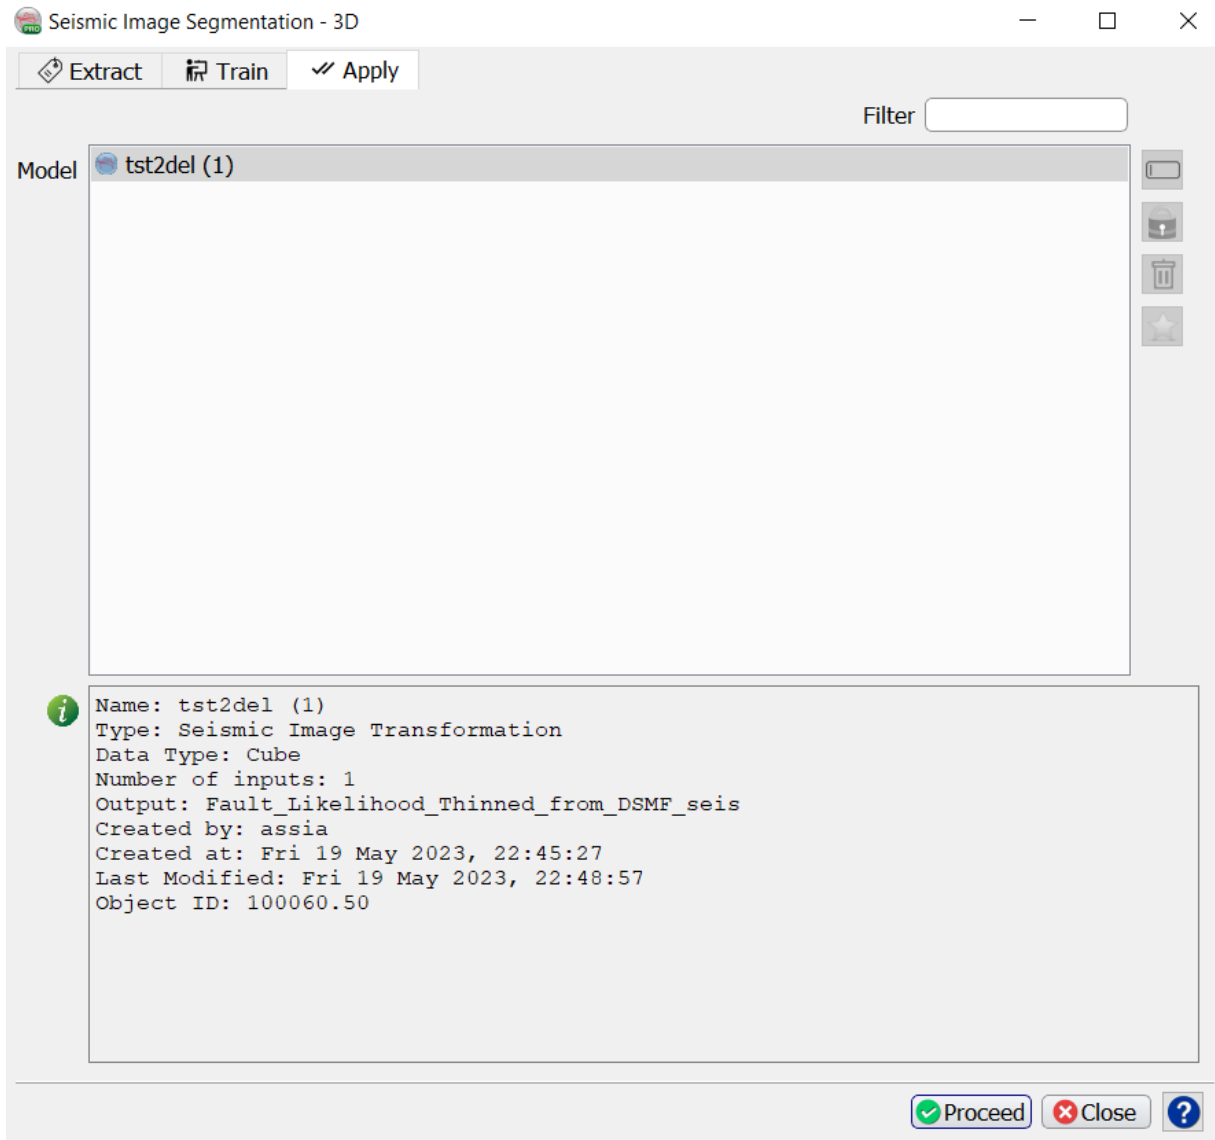 Seismic Image Segmentation - 3D
Extract Train Apply
Filter
Model tst2del (1)
Name: tst2del (1)
Type: Seismic Image Transformation
Data Type: Cube
Number of inputs: 1
Output: Fault_Likelihood_Thinned_from_DSMF_seis
Created by: assia
Created at: Fri 19 May 2023, 22:45:27
Last Modified: Fri 19 May 2023, 22:48:57
Object ID: 100060.50
Proceed Close